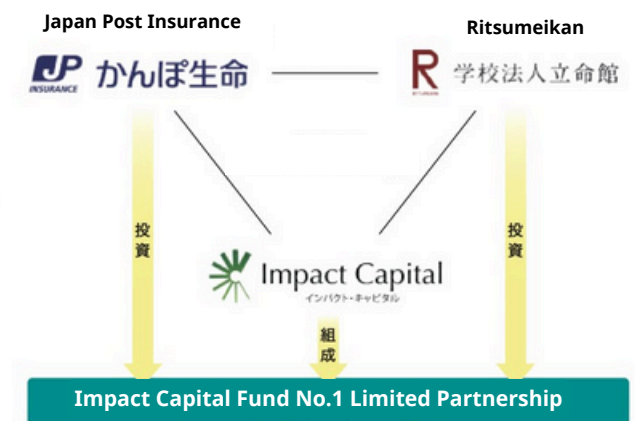 Japan Post Insurance
Ritsumeikan
JP
INSURANCE
かんぽ生命
R
RITSUMEIKAN
学校法人立命館
投資
投資
Impact Capital
インパクト・キャピタル
組成
Impact Capital Fund No.1 Limited Partnership